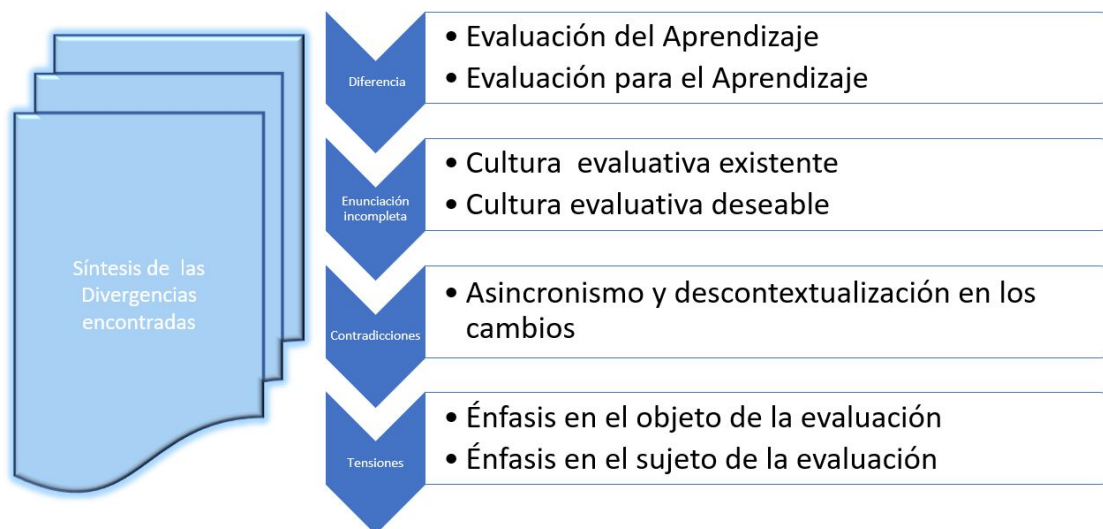 Síntesis de las
Divergencias
encontradas
Diferencia
• Evaluación del Aprendizaje
• Evaluación para el Aprendizaje
Enunciación
incompleta
• Cultura evaluativa existente
• Cultura evaluativa deseable
Contradicciones
• Asincronismo y descontextualización en los
cambios
Tensiones
• Énfasis en el objeto de la evaluación
• Énfasis en el sujeto de la evaluación